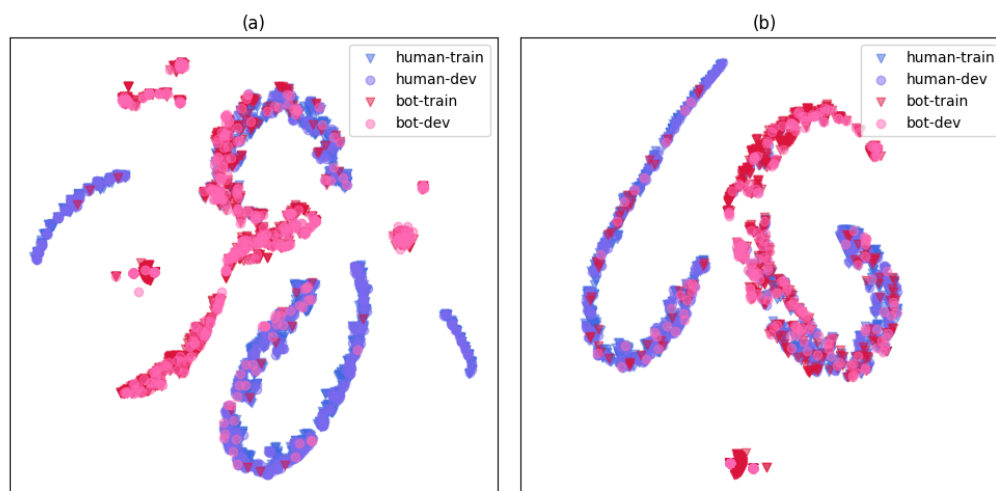 (a)
human-train
human-dev
bot-train
bot-dev
(b)
human-train
human-dev
bot-train
bot-dev